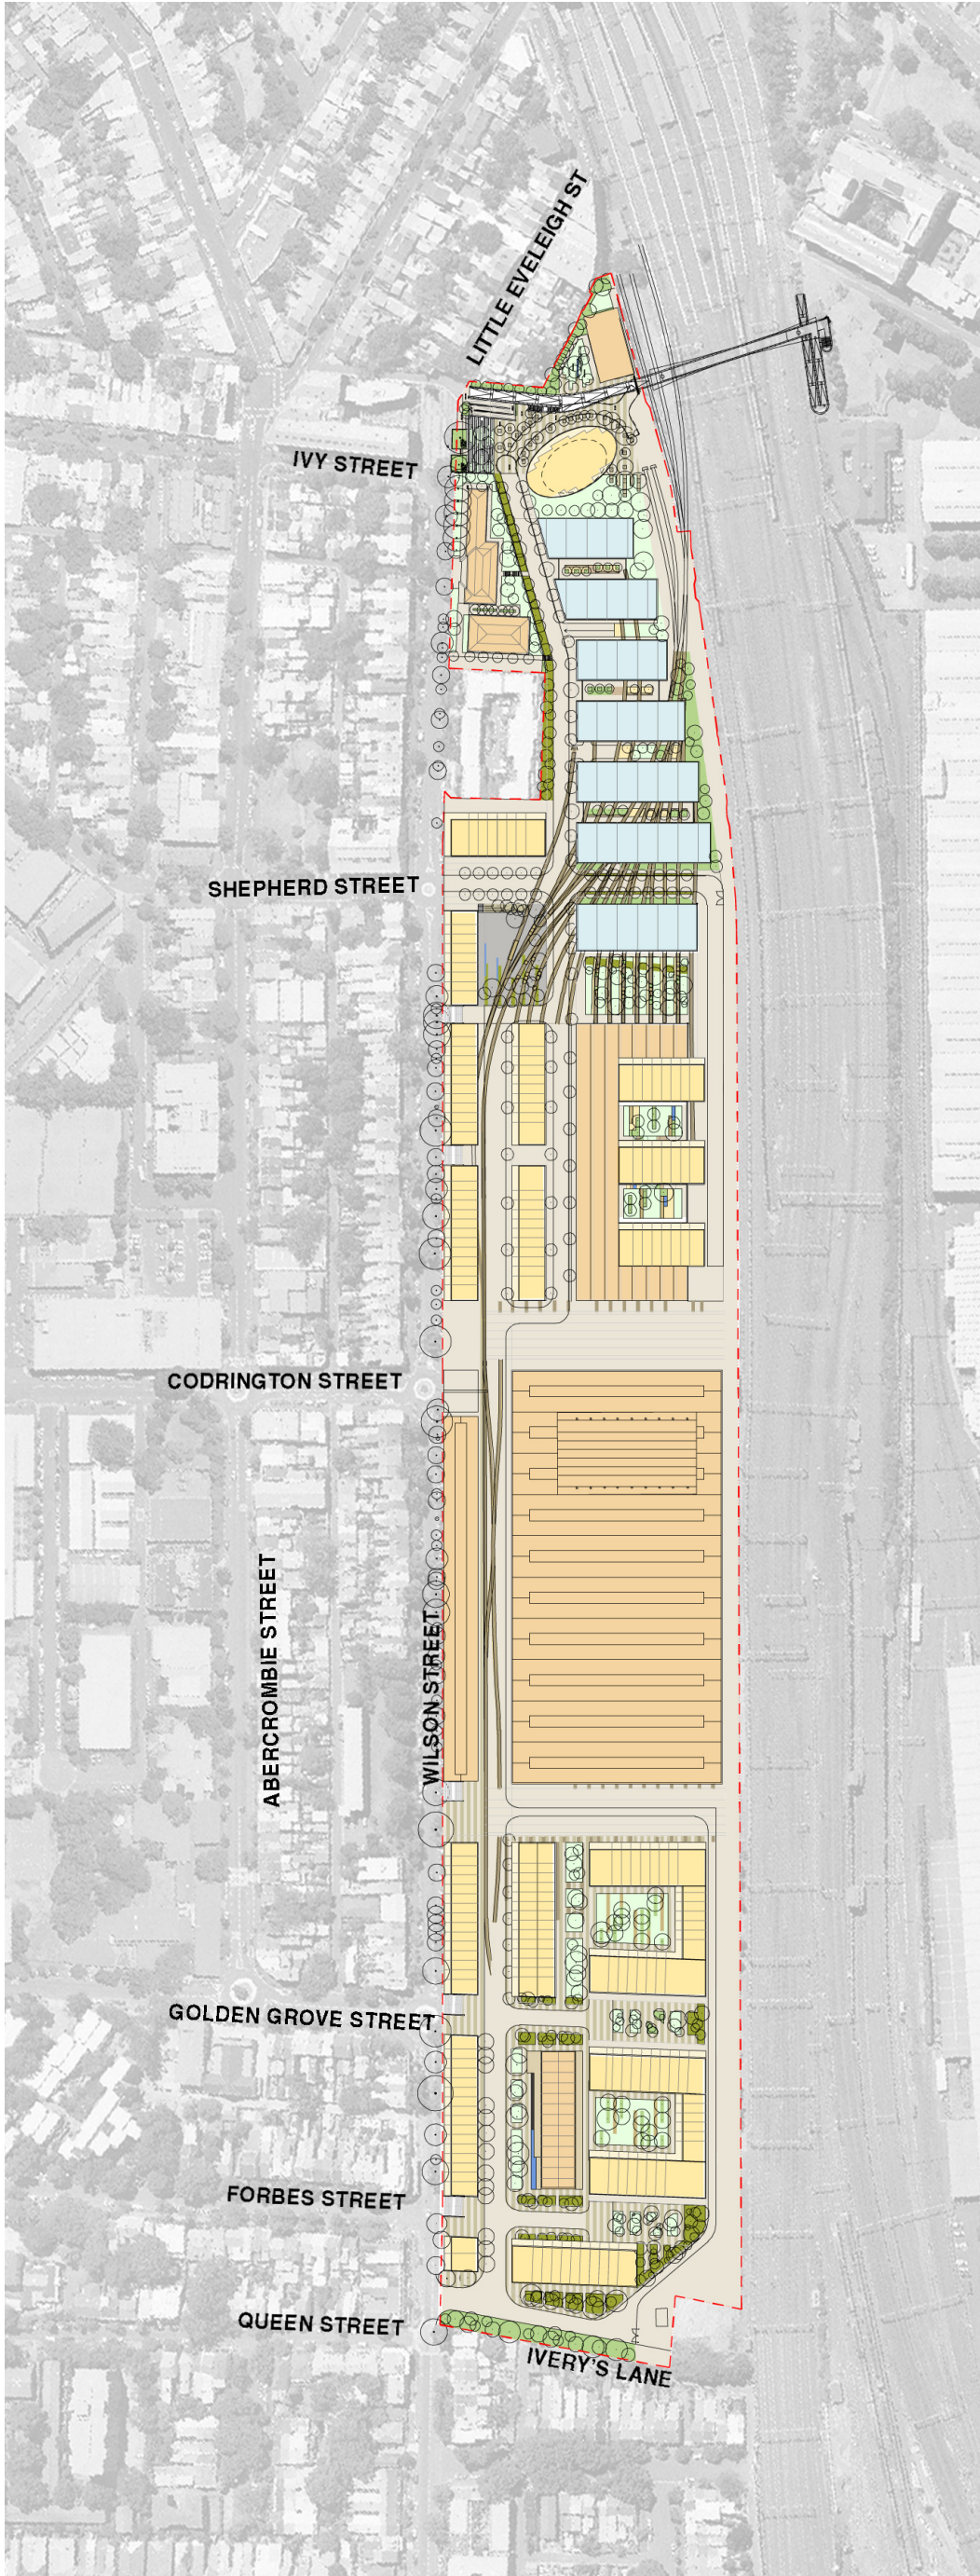 LITTLE EVELEIGH ST
IVY STREET
SHEPHERD STREET
CODRINGTON STREET
ABERCROMBIE STREET
WILSON STREET
GOLDEN GROVE STREET
FORBES STREET
QUEEN STREET
IVERY'S LANE